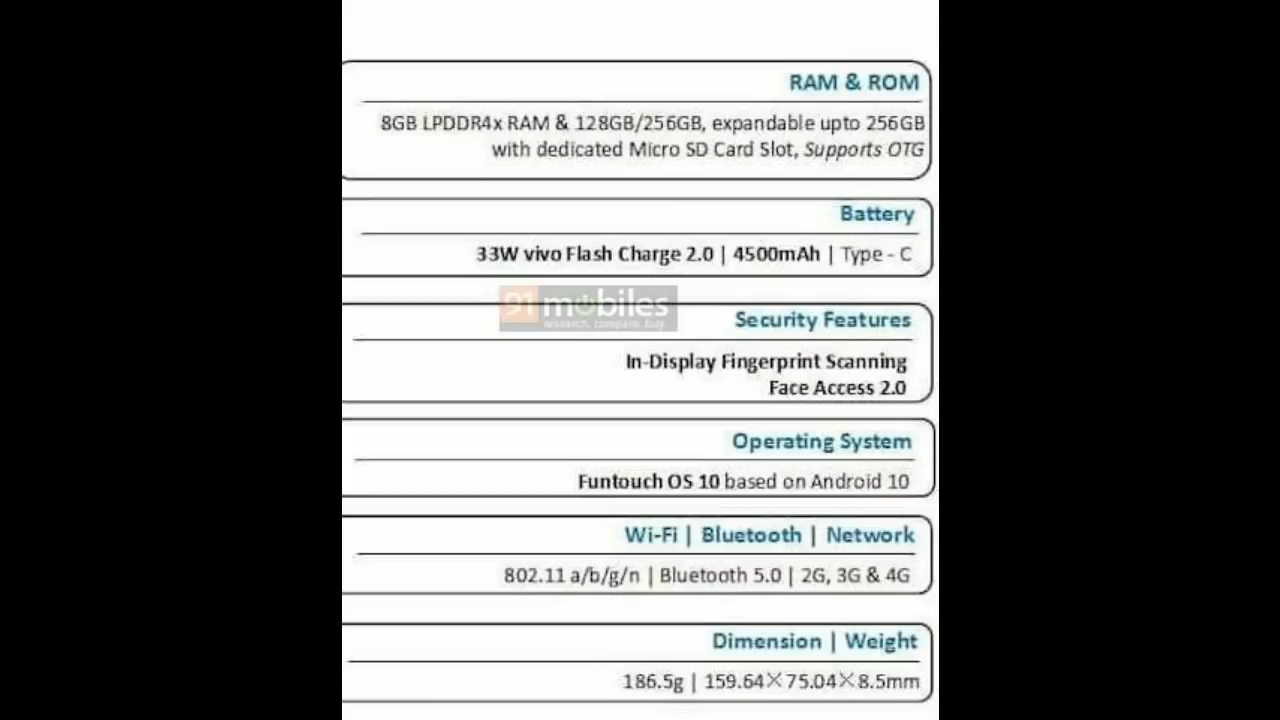 RAM & ROM
8GB LPDDR4x RAM & 128GB/256GB, expandable upto 256GB
with dedicated Micro SD Card Slot, Supports OTG
Battery
33W vivo Flash Charge 2.0 | 4500mAh | Type - C
91mobiles
research. compare. buy.
Security Features
In-Display Fingerprint Scanning
Face Access 2.0
Operating System
Funtouch OS 10 based on Android 10
Wi-Fi | Bluetooth | Network
802.11 a/b/g/n | Bluetooth 5.0 | 2G, 3G & 4G
Dimension | Weight
186.5g | 159.64×75.04×8.5mm